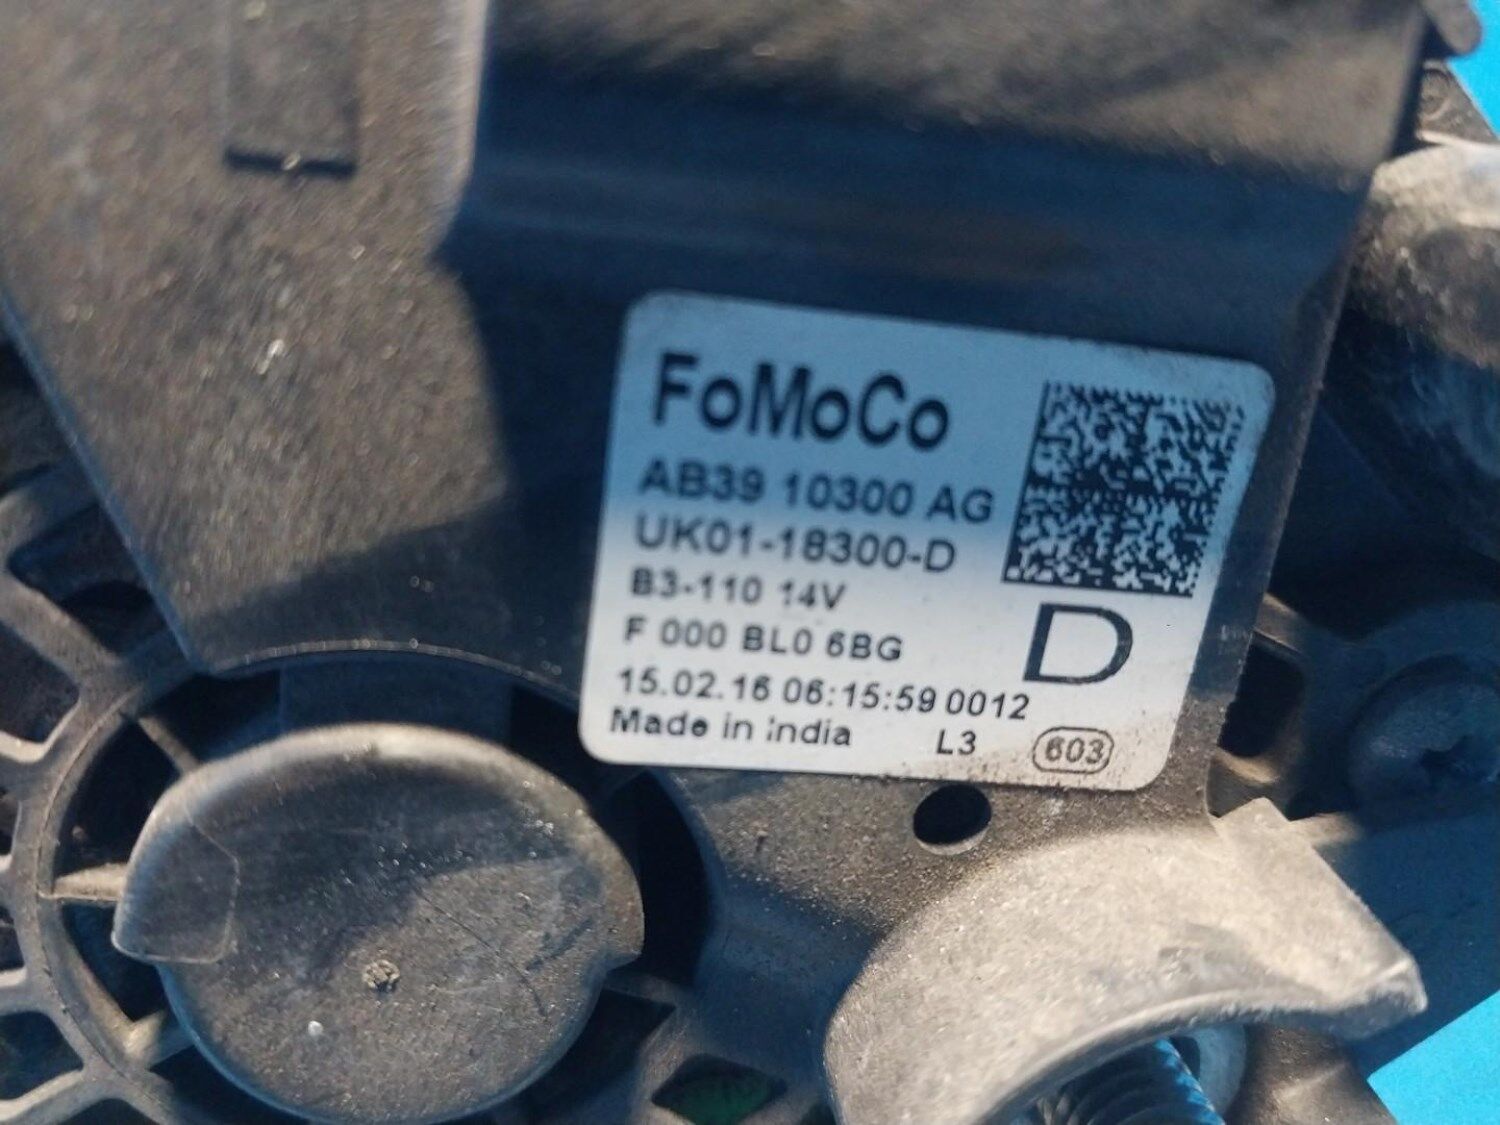 FoMoCo
AB39 10300 AG
UK01-18300-D
B3-110 14V
F 000 BL0 6BG
D
15.02.16 06:15:59 0012
Made in India L3 603